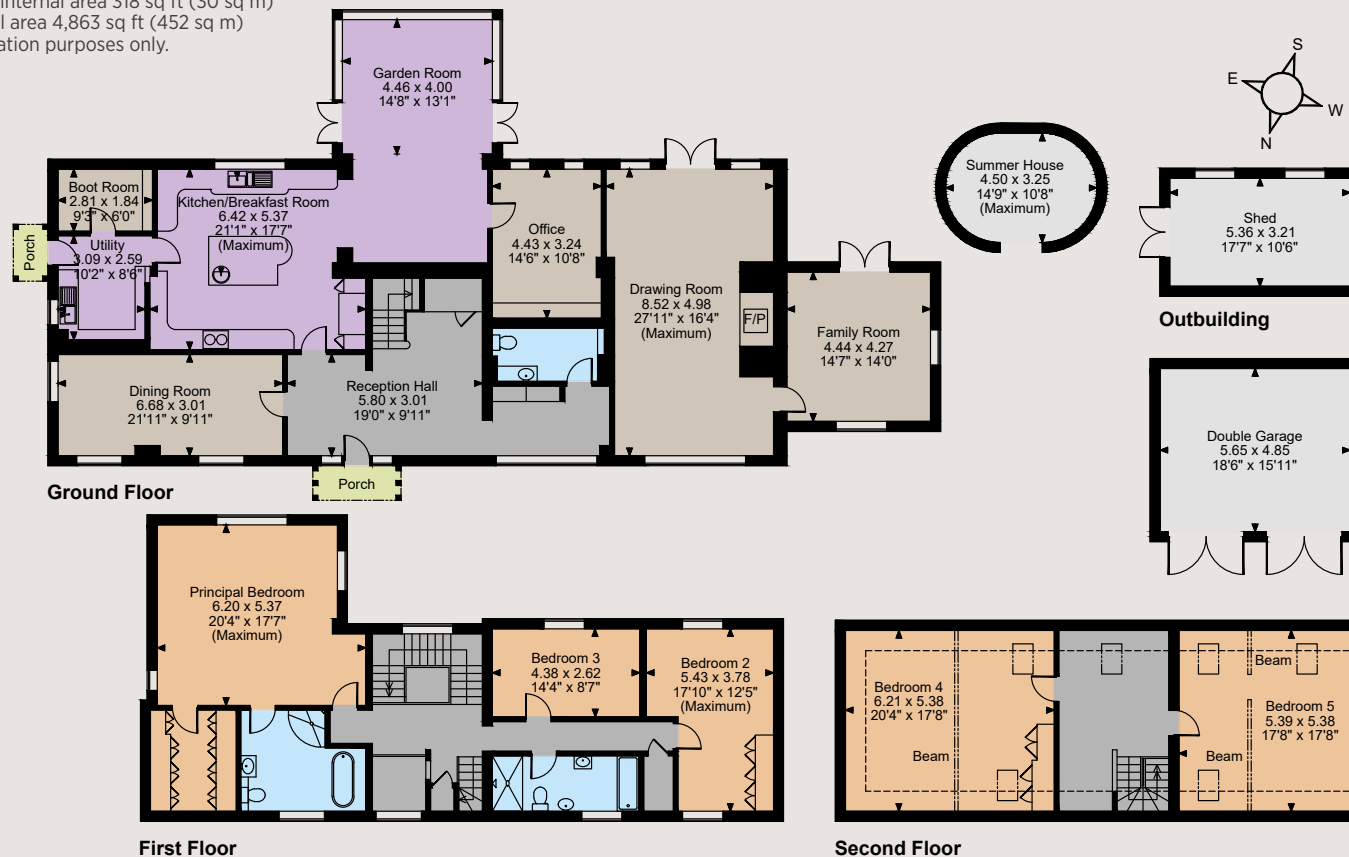 internal area 318 sq ft (30 sq m)
l area 4,863 sq ft (452 sq m)
ation purposes only.
Garden Room
4.46 x 4.00
14'8" x 13'1"
S
E
W
N
Boot Room
2.81 x 1.84
9'3" x 6'0"
Kitchen/Breakfast Room
6.42 x 5.37
21'1" x 17'7"
(Maximum)
Porch
Utility
3.09 x 2.59
10'2" x 8'6"
Office
4.43 x 3.24
14'6" x 10'8"
Drawing Room
8.52 x 4.98
27'11" x 16'4"
(Maximum)
F/P
Family Room
4.44 x 4.27
14'7" x 14'0"
Summer House
4.50 x 3.25
14'9" x 10'8"
(Maximum)
Shed
5.36 x 3.21
17'7" x 10'6"
Outbuilding
Dining Room
6.68 x 3.01
21'11" x 9'11"
Reception Hall
5.80 x 3.01
19'0" x 9'11"
Porch
Ground Floor
Double Garage
5.65 x 4.85
18'6" x 15'11"
Principal Bedroom
6.20 x 5.37
20'4" x 17'7"
(Maximum)
Bedroom 3
4.38 x 2.62
14'4" x 8'7"
Bedroom 2
5.43 x 3.78
17'10" x 12'5"
(Maximum)
First Floor
Bedroom 4
6.21 x 5.38
20'4" x 17'8"
Beam
Beam
Bedroom 5
5.39 x 5.38
17'8" x 17'8"
Beam
Second Floor